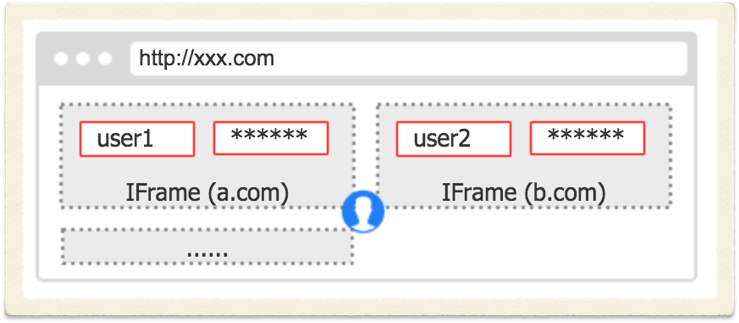 http://xxx.com
user1 ****** user2 ******
IFrame (a.com) IFrame (b.com)
......